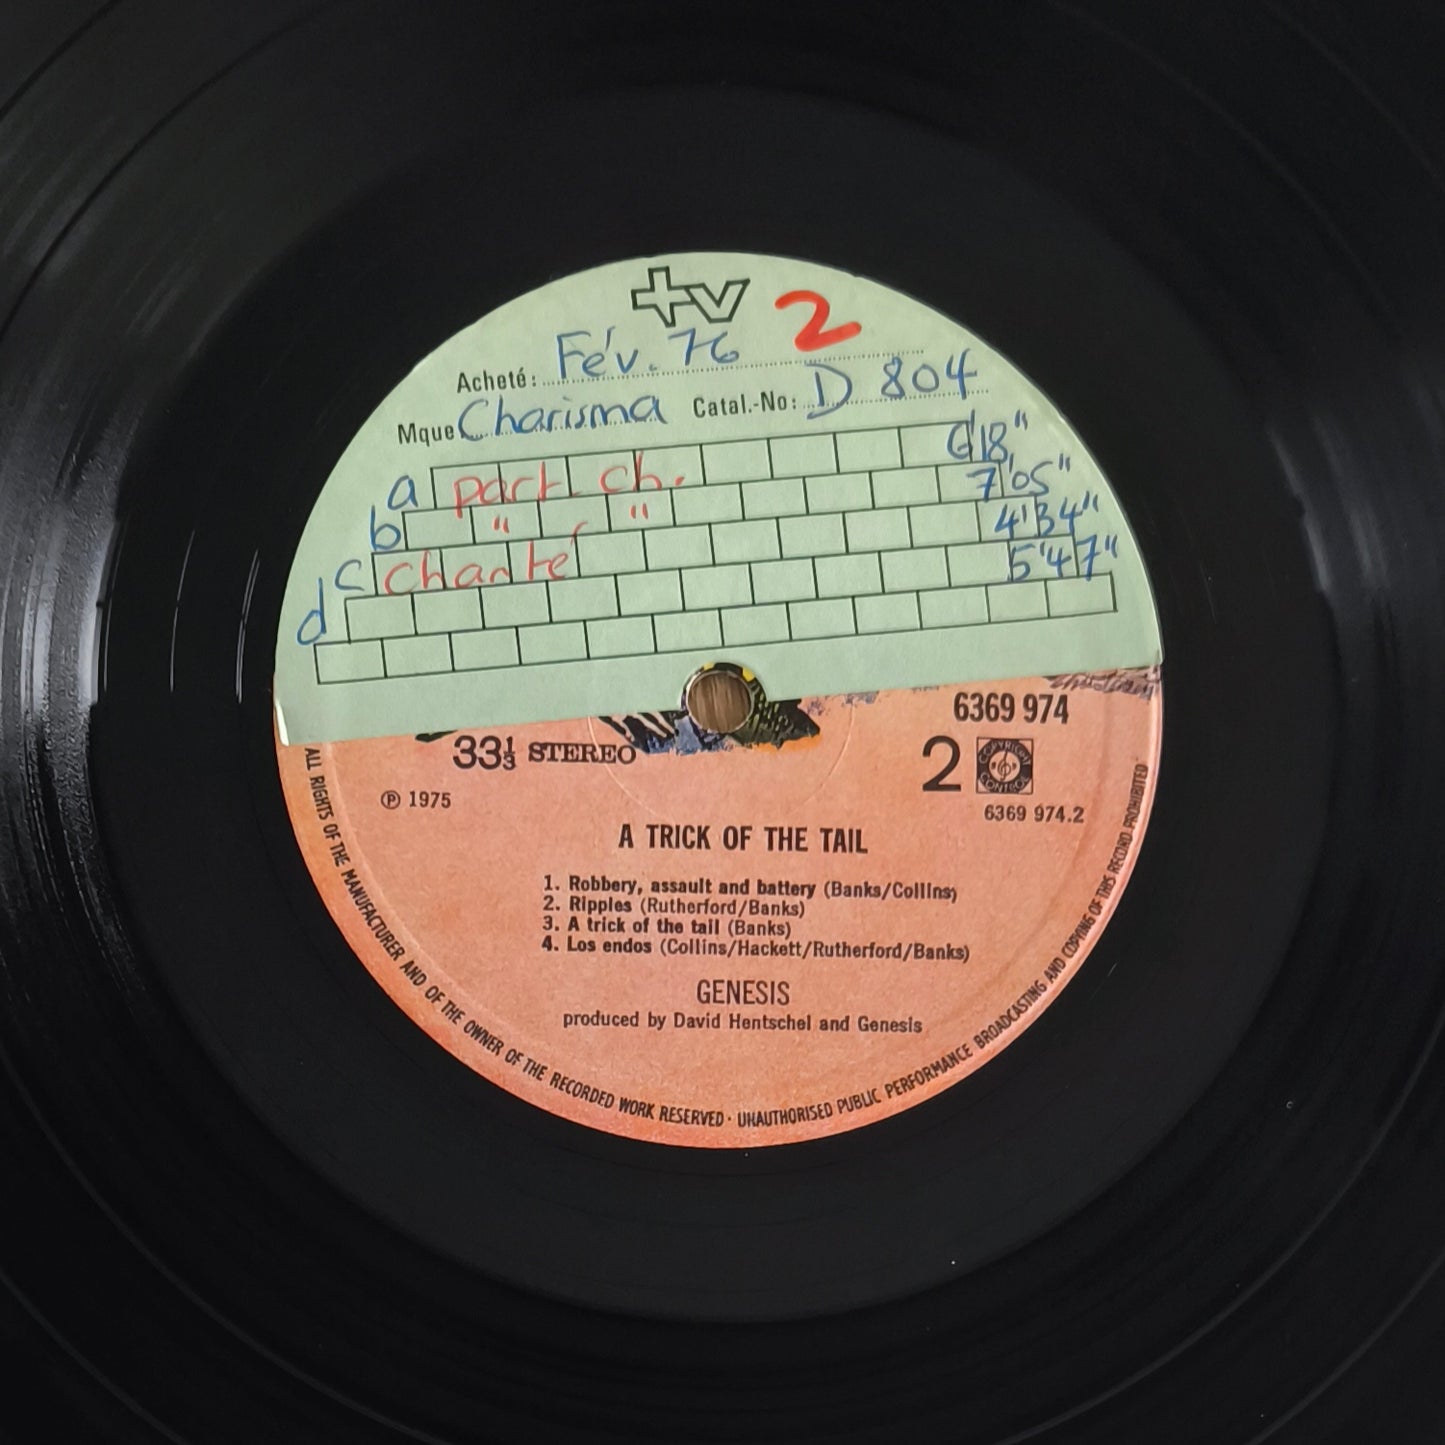 +v 2
Acheté: Fév. 76
Mque Charisma Catal.-No: D 804
a part ch. 6'18"
b " " 7'05"
c chanté 4'34"
d 5'47"
6369 974
33⅓ STEREO
2 COPYRIGHT CONTROL
℗ 1975
6369 974.2
A TRICK OF THE TAIL
1. Robbery, assault and battery (Banks/Collins)
2. Ripples (Rutherford/Banks)
3. A trick of the tail (Banks)
4. Los endos (Collins/Hackett/Rutherford/Banks)
GENESIS
produced by David Hentschel and Genesis
ALL RIGHTS OF THE MANUFACTURER AND OF THE OWNER OF THE RECORDED WORK RESERVED · UNAUTHORISED PUBLIC PERFORMANCE BROADCASTING AND COPYING OF THIS RECORD PROHIBITED